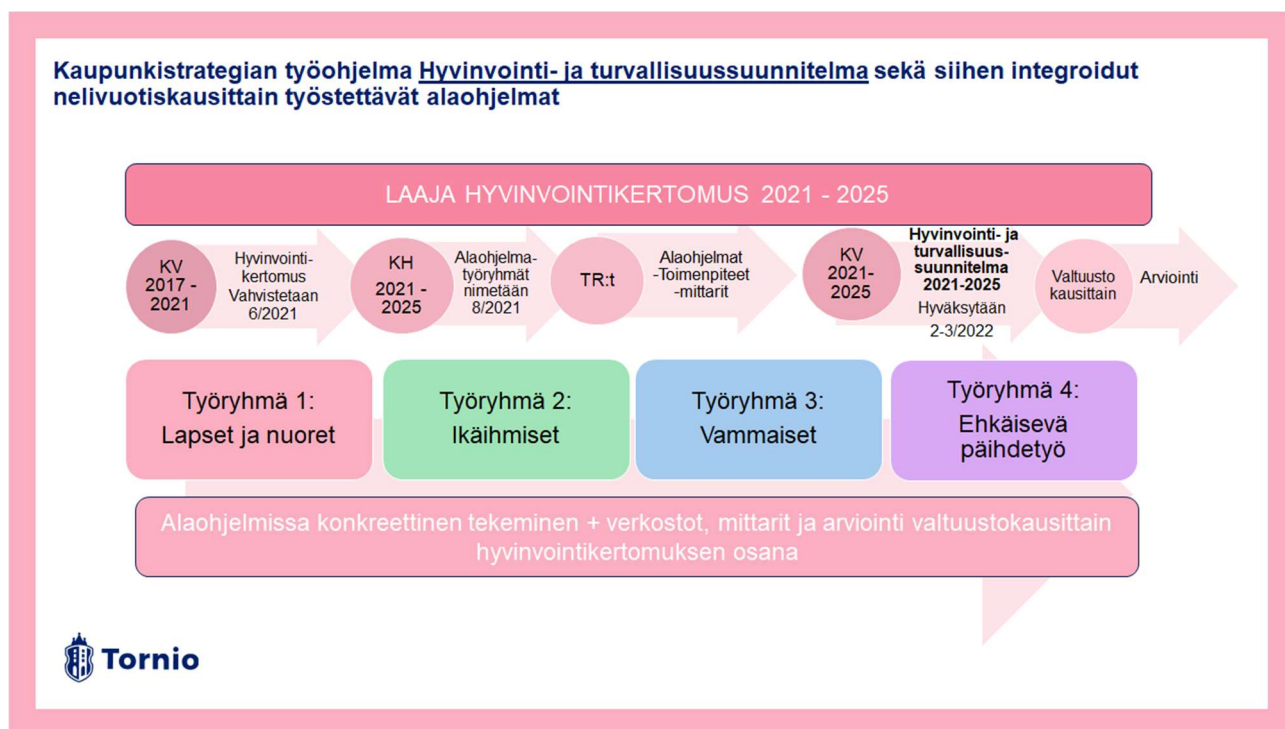 Kaupunkistrategian työohjelma Hyvinvointi- ja turvallisuussuunnitelma sekä siihen integroidut
nelivuotiskausittain työstettävät alaohjelmat
LAAJA HYVINVOINTIKERTOMUS 2021 - 2025
KV
2017 -
2021
Hyvinvointi-
kertomus
Vahvistetaan
6/2021
KH
2021 -
2025
Alaohjelma-
työryhmät
nimetään
8/2021
TR:t
Alaohjelmat
-Toimenpiteet
-mittarit
KV
2021-
2025
Hyvinvointi- ja
turvallisuus-
suunnitelma
2021-2025
Hyväksytään
2-3/2022
Valtuusto
kausittain
Arviointi
Työryhmä 1:
Lapset ja nuoret
Työryhmä 2:
Ikäihmiset
Työryhmä 3:
Vammaiset
Työryhmä 4:
Ehkäisevä
päihdetyö
Alaohjelmissa konkreettinen tekeminen + verkostot, mittarit ja arviointi valtuustokausittain
hyvinvointikertomuksen osana
Tornio